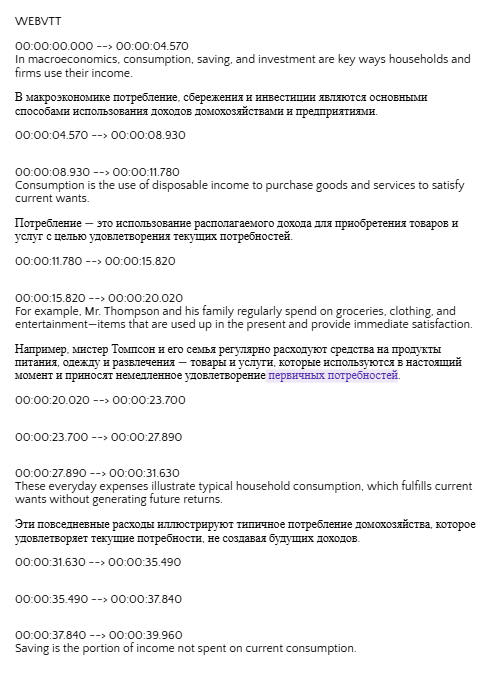 WEBVTT
00:00:00.000 --> 00:00:04.570
In macroeconomics, consumption, saving, and investment are key ways households and
firms use their income.
В макроэкономике потребление, сбережения и инвестиции являются основными
способами использования доходов домохозяйствами и предприятиями.
00:00:04.570 --> 00:00:08.930
00:00:08.930 --> 00:00:11.780
Consumption is the use of disposable income to purchase goods and services to satisfy
current wants.
Потребление — это использование располагаемого дохода для приобретения товаров и
услуг с целью удовлетворения текущих потребностей.
00:00:11.780 --> 00:00:15.820
00:00:15.820 --> 00:00:20.020
For example, Mr. Thompson and his family regularly spend on groceries, clothing, and
entertainment—items that are used up in the present and provide immediate satisfaction.
Например, мистер Томпсон и его семья регулярно расходуют средства на продукты
питания, одежду и развлечения — товары и услуги, которые используются в настоящий
момент и приносят немедленное удовлетворение первичных потребностей.
00:00:20.020 --> 00:00:23.700
00:00:23.700 --> 00:00:27.890
00:00:27.890 --> 00:00:31.630
These everyday expenses illustrate typical household consumption, which fulfills current
wants without generating future returns.
Эти повседневные расходы иллюстрируют типичное потребление домохозяйства, которое
удовлетворяет текущие потребности, не создавая будущих доходов.
00:00:31.630 --> 00:00:35.490
00:00:35.490 --> 00:00:37.840
00:00:37.840 --> 00:00:39.960
Saving is the portion of income not spent on current consumption.